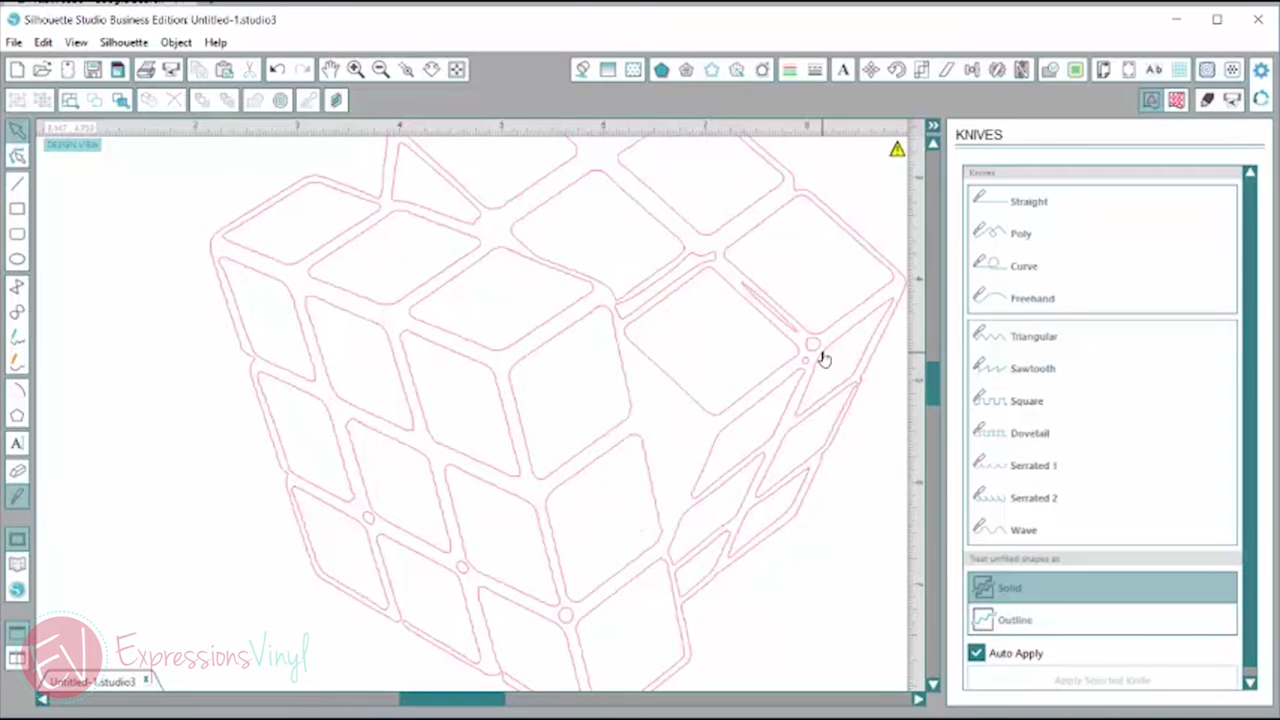 Silhouette Studio Business Edition: Untitled-1.studio3
File Edit View Silhouette Object Help
DESIGN VIEW
KNIVES
Knives
Straight
Poly
Curve
Freehand
Triangular
Sawtooth
Square
Dovetail
Serrated 1
Serrated 2
Wave
Treat unfilled shapes as
Solid
Outline
Auto Apply
Apply Selected Knife
EV ExpressionsVinyl
Untitled-1.studio3 x